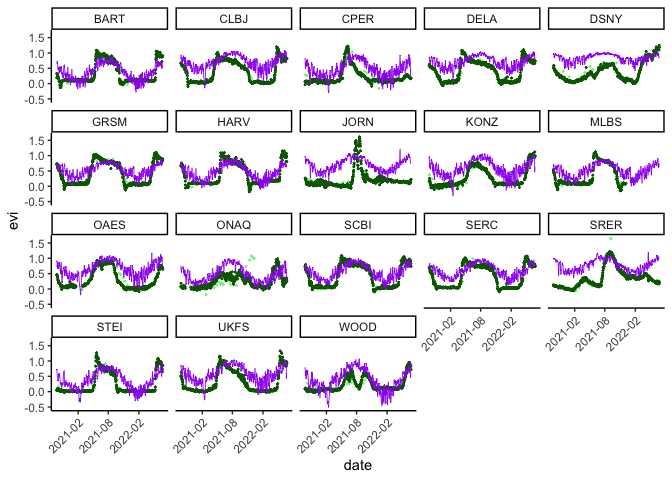 BART CLBJ CPER DELA DSNY
1.5
1.0
0.5
0.0
-0.5
GRSM HARV JORN KONZ MLBS
1.5
1.0
0.5
0.0
-0.5
evi
OAES ONAQ SCBI SERC SRER
1.5
1.0
0.5
0.0
-0.5
2021-02 2021-08 2022-02 2021-02 2021-08 2022-02
STEI UKFS WOOD
1.5
1.0
0.5
0.0
-0.5
2021-02 2021-08 2022-02 2021-02 2021-08 2022-02 2021-02 2021-08 2022-02
date